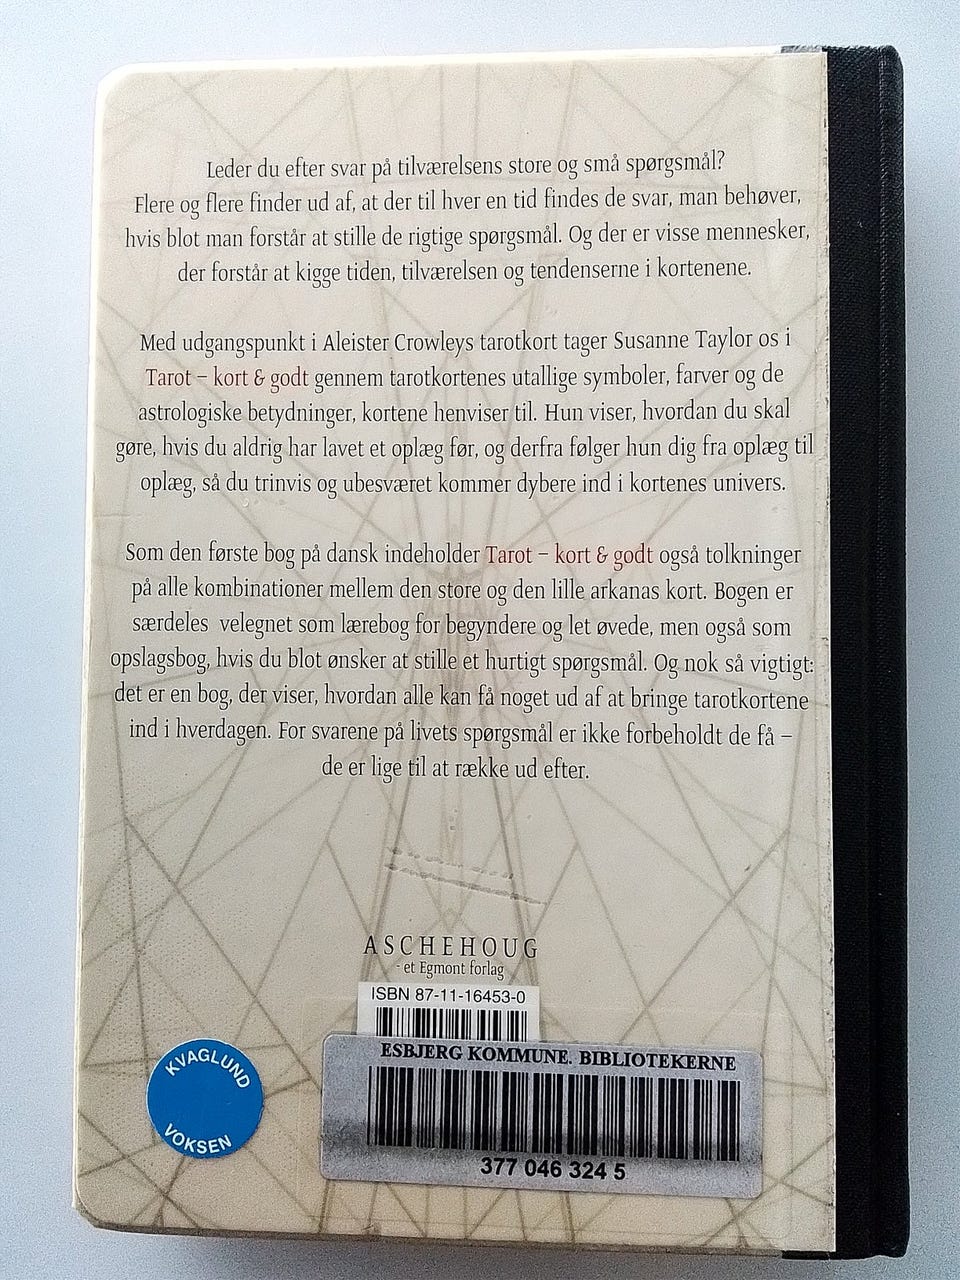 Leder du efter svar på tilværelsens store og små spørgsmål?
Flere og flere finder ud af, at der til hver en tid findes de svar, man behøver,
hvis blot man forstår at stille de rigtige spørgsmål. Og der er visse mennesker,
der forstår at kigge tiden, tilværelsen og tendenserne i kortenene.
Med udgangspunkt i Aleister Crowleys tarotkort tager Susanne Taylor os i
Tarot – kort & godt gennem tarotkortenes utallige symboler, farver og de
astrologiske betydninger, kortene henviser til. Hun viser, hvordan du skal
gøre, hvis du aldrig har lavet et oplæg før, og derfra følger hun dig fra oplæg til
oplæg, så du trinvis og ubesværet kommer dybere ind i kortenes univers.
Som den første bog på dansk indeholder Tarot – kort & godt også tolkninger
på alle kombinationer mellem den store og den lille arkanas kort. Bogen er
særdeles velegnet som lærebog for begyndere og let øvede, men også som
opslagsbog, hvis du blot ønsker at stille et hurtigt spørgsmål. Og nok så vigtigt:
det er en bog, der viser, hvordan alle kan få noget ud af at bringe tarotkortene
ind i hverdagen. For svarene på livets spørgsmål er ikke forbeholdt de få –
de er lige til at række ud efter.
ASCHEHOUG
- et Egmont forlag
ISBN 87-11-16453-0
ESBJERG KOMMUNE. BIBLIOTEKERNE
377 046 324 5
KVAGLUND
VOKSEN